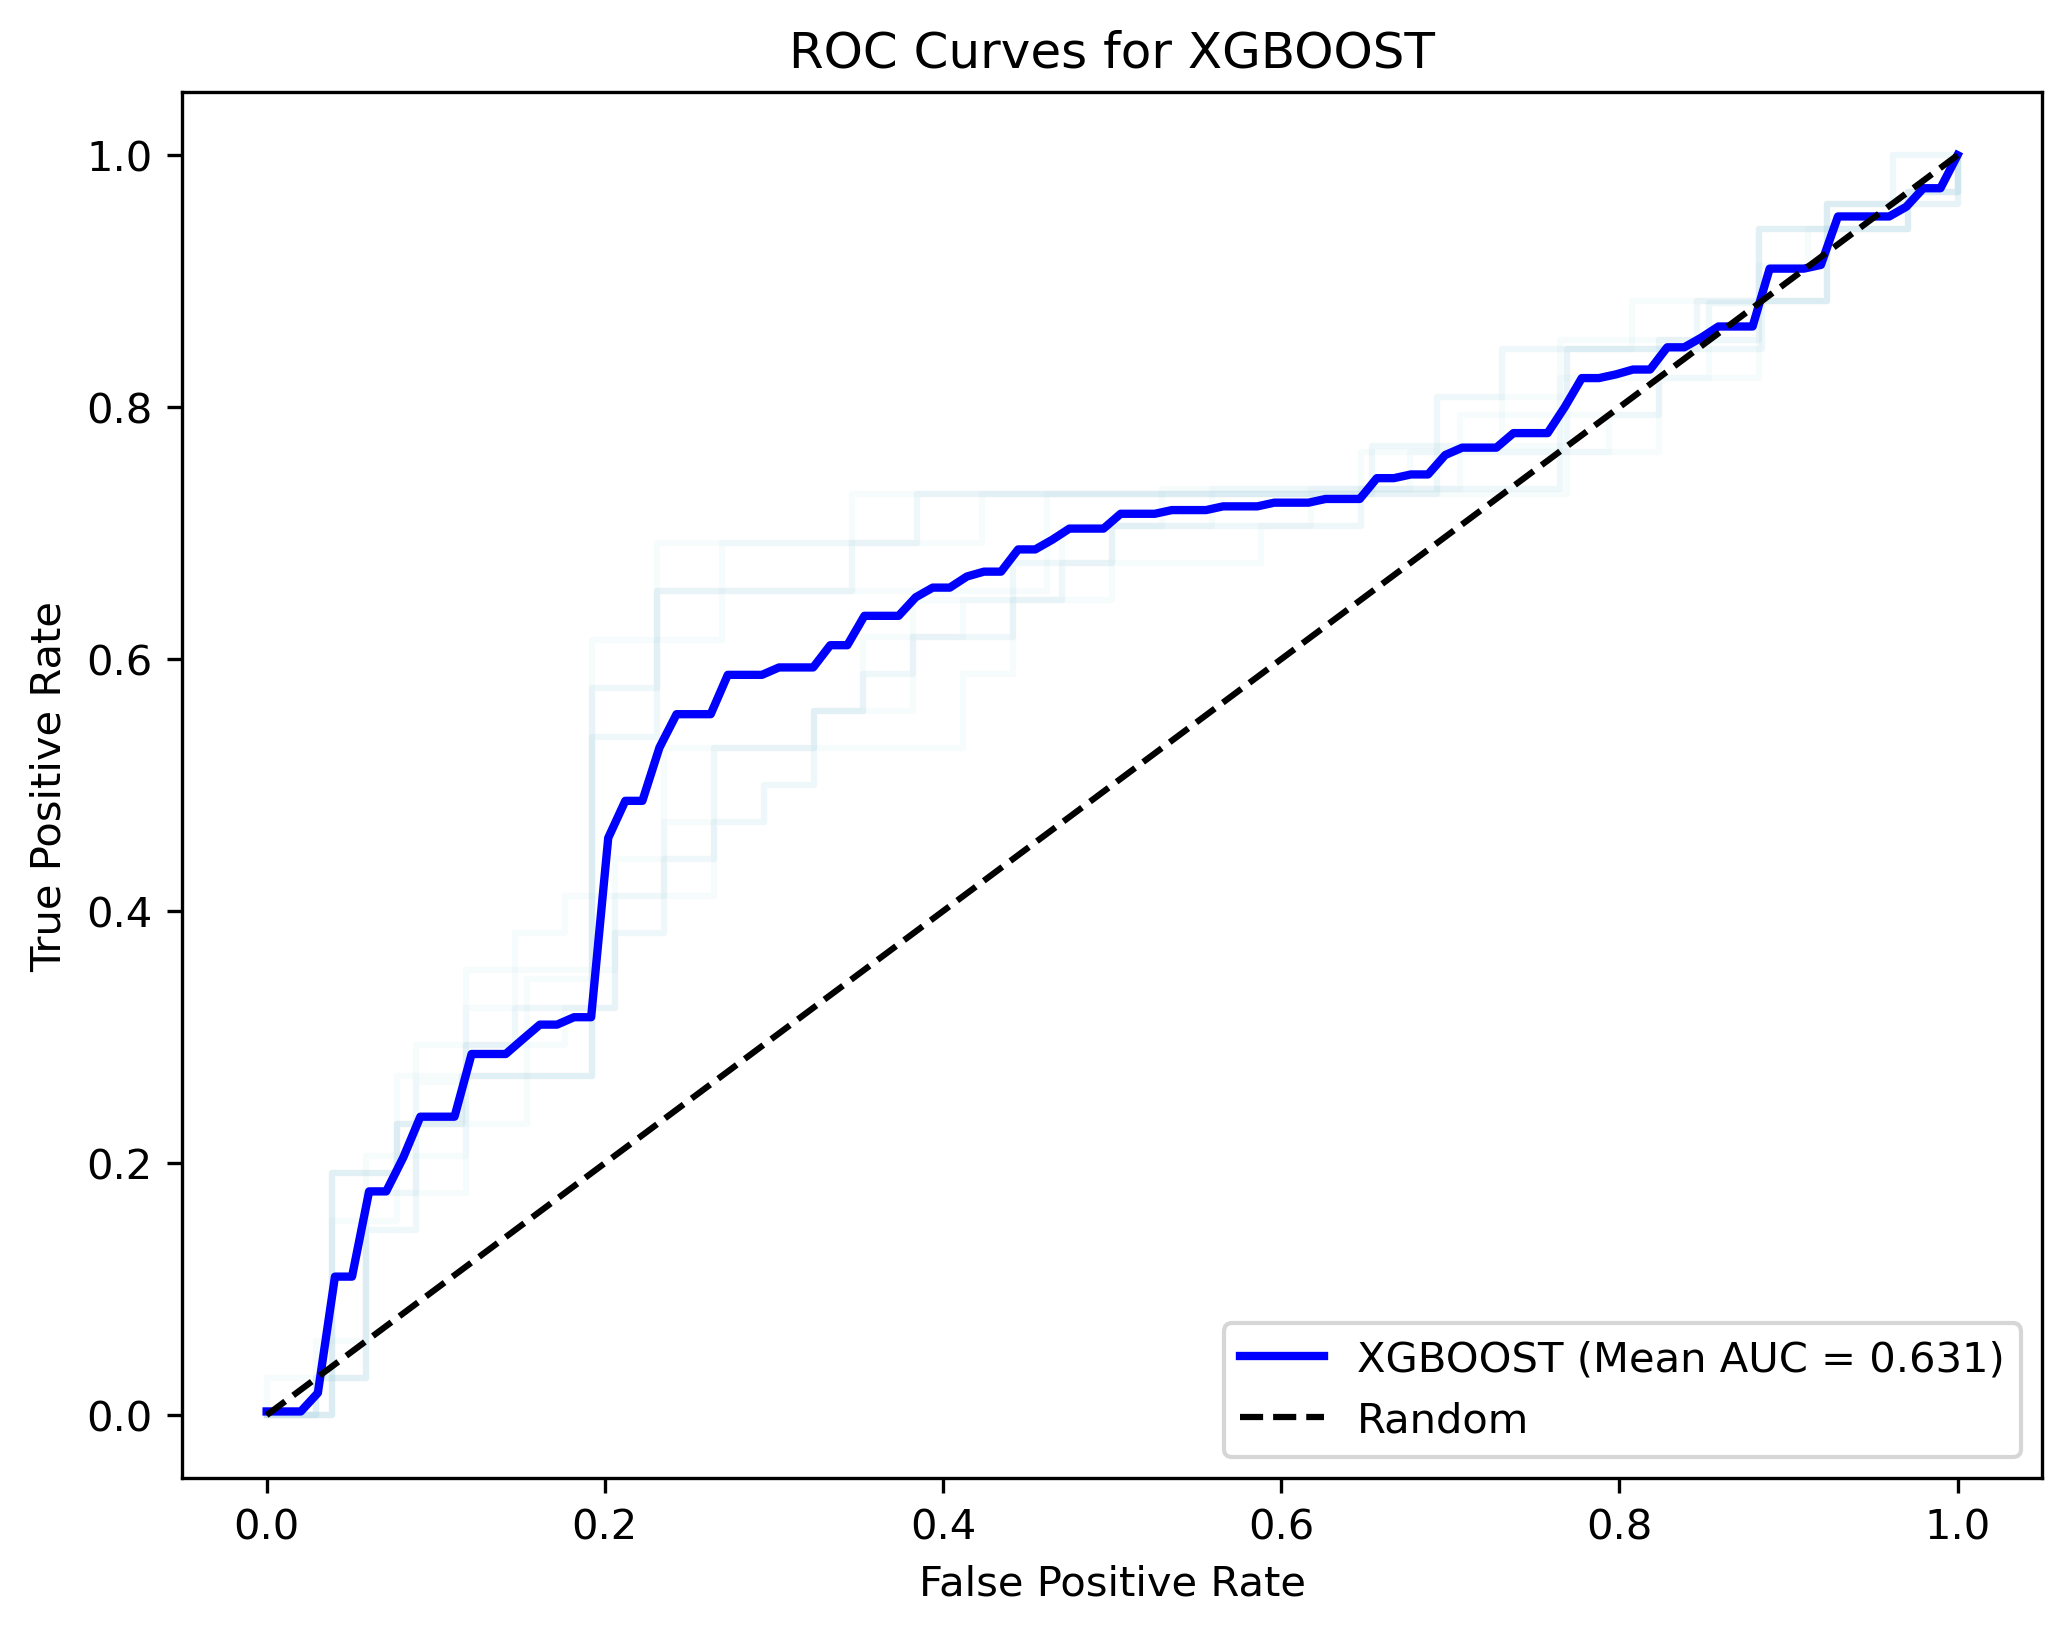 ROC Curves for XGBOOST
1.0
0.8
0.6
0.4
0.2
0.0
True Positive Rate
XGBOOST (Mean AUC = 0.631)
Random
0.0 0.2 0.4 0.6 0.8 1.0
False Positive Rate